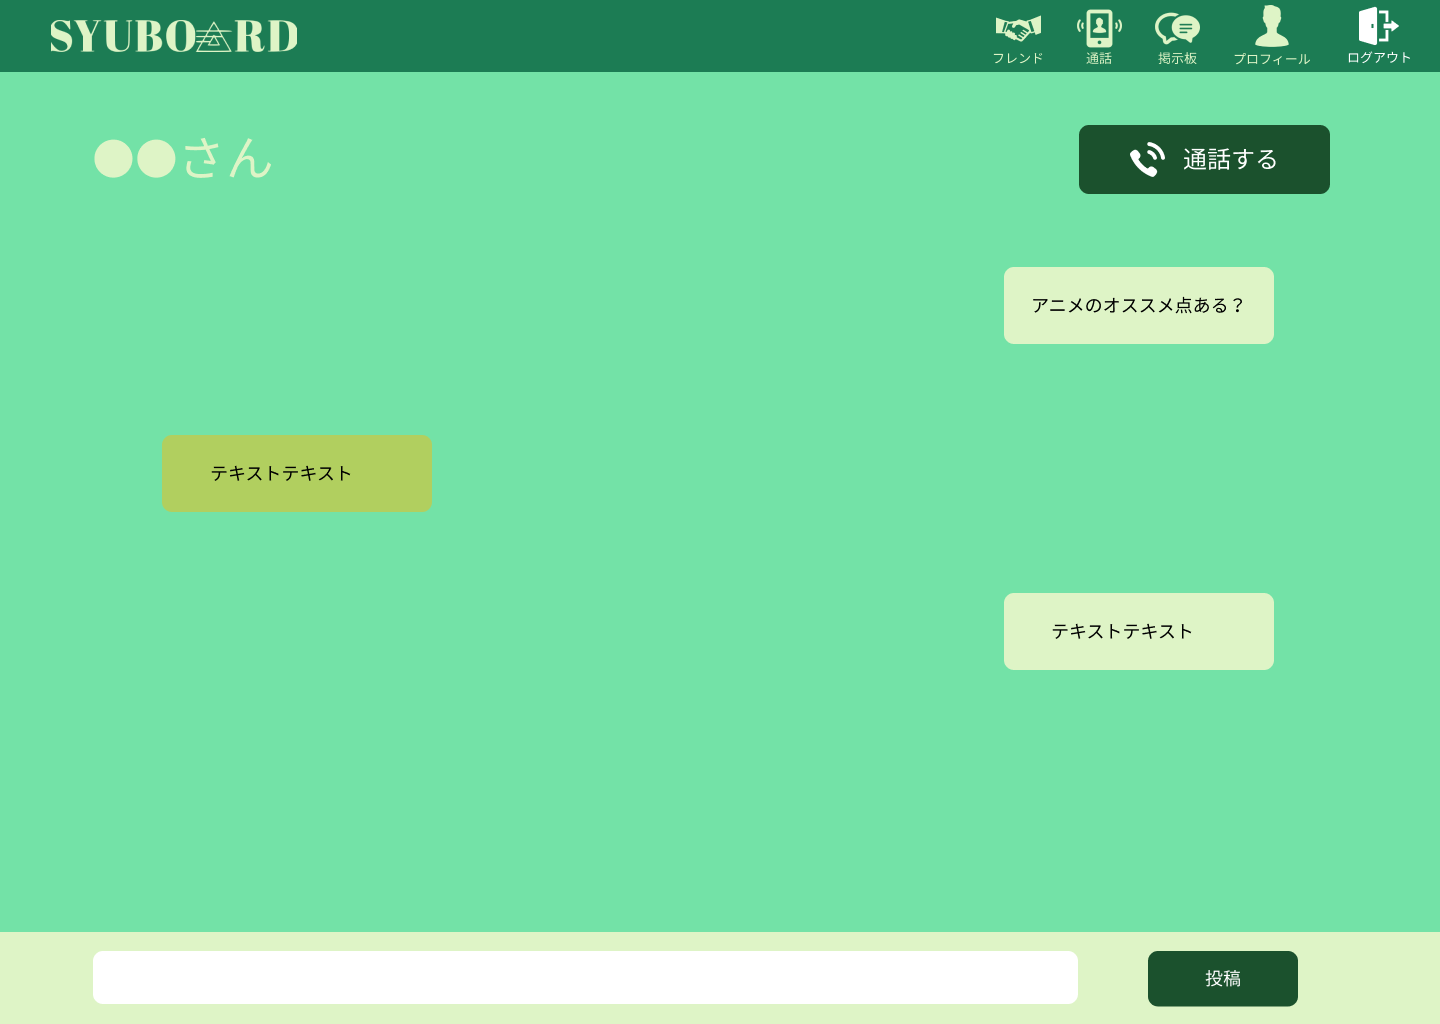 SYUBOARD
フレンド
通話
掲示板
プロフィール
ログアウト
●●さん
通話する
アニメのオススメ点ある？
テキストテキスト
テキストテキスト
投稿